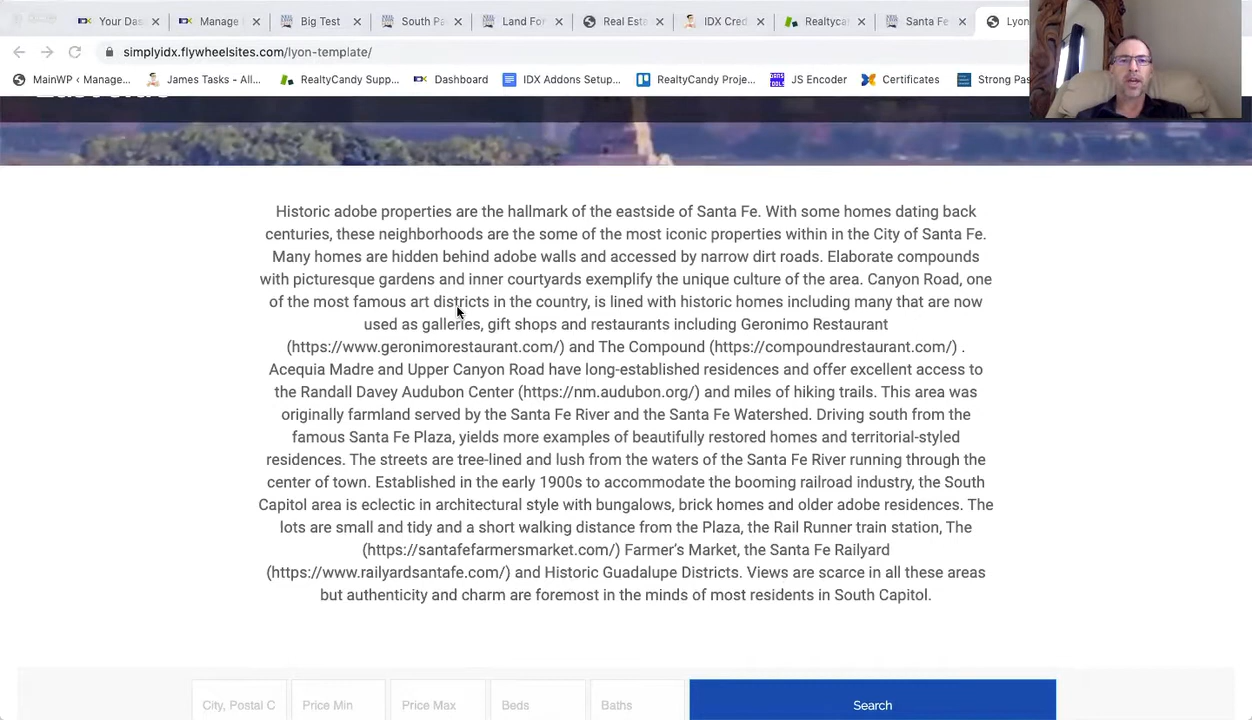 Your Das
Manage
Big Test
South Pa
Land For
Real Esta
IDX Cred
Realtycar
Santa Fe
Lyon
simplyidx.flywheelsites.com/lyon-template/
MainWP ‹ Manage...
James Tasks - All...
RealtyCandy Supp...
Dashboard
IDX Addons Setup...
RealtyCandy Proje...
JS Encoder
Certificates
Strong Pas
Historic adobe properties are the hallmark of the eastside of Santa Fe. With some homes dating back
centuries, these neighborhoods are the some of the most iconic properties within in the City of Santa Fe.
Many homes are hidden behind adobe walls and accessed by narrow dirt roads. Elaborate compounds
with picturesque gardens and inner courtyards exemplify the unique culture of the area. Canyon Road, one
of the most famous art districts in the country, is lined with historic homes including many that are now
used as galleries, gift shops and restaurants including Geronimo Restaurant
(https://www.geronimorestaurant.com/) and The Compound (https://compoundrestaurant.com/) .
Acequia Madre and Upper Canyon Road have long-established residences and offer excellent access to
the Randall Davey Audubon Center (https://nm.audubon.org/) and miles of hiking trails. This area was
originally farmland served by the Santa Fe River and the Santa Fe Watershed. Driving south from the
famous Santa Fe Plaza, yields more examples of beautifully restored homes and territorial-styled
residences. The streets are tree-lined and lush from the waters of the Santa Fe River running through the
center of town. Established in the early 1900s to accommodate the booming railroad industry, the South
Capitol area is eclectic in architectural style with bungalows, brick homes and older adobe residences. The
lots are small and tidy and a short walking distance from the Plaza, the Rail Runner train station, The
(https://santafefarmersmarket.com/) Farmer's Market, the Santa Fe Railyard
(https://www.railyardsantafe.com/) and Historic Guadalupe Districts. Views are scarce in all these areas
but authenticity and charm are foremost in the minds of most residents in South Capitol.
City, Postal C
Price Min
Price Max
Beds
Baths
Search